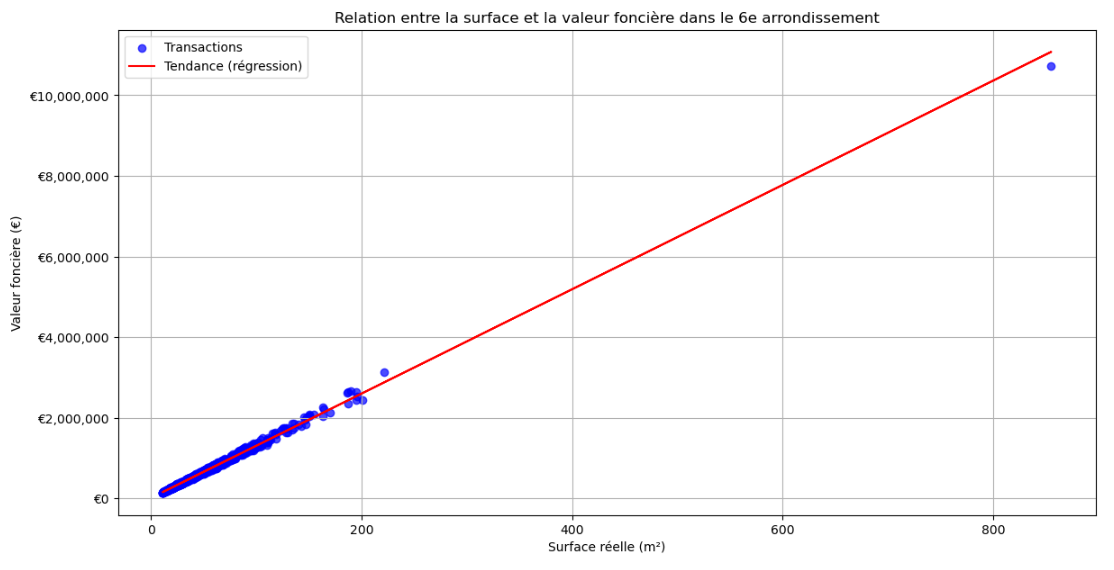 Relation entre la surface et la valeur foncière dans le 6e arrondissement
Transactions
Tendance (régression)
€10,000,000
€8,000,000
€6,000,000
€4,000,000
€2,000,000
€0
Valeur foncière (€)
0 200 400 600 800
Surface réelle (m²)